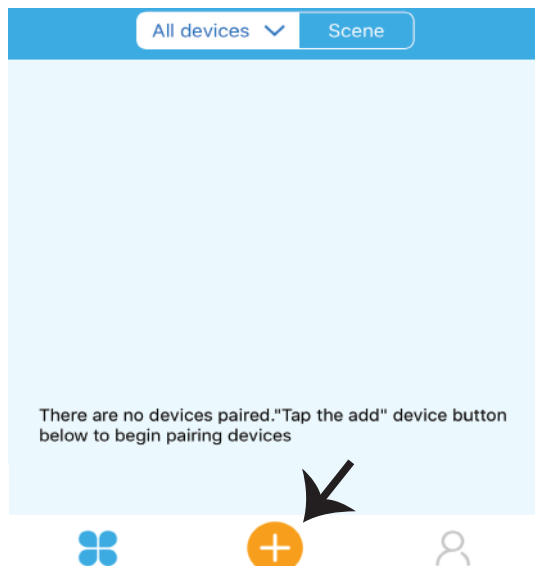 All devices
Scene
There are no devices paired."Tap the add" device button
below to begin pairing devices